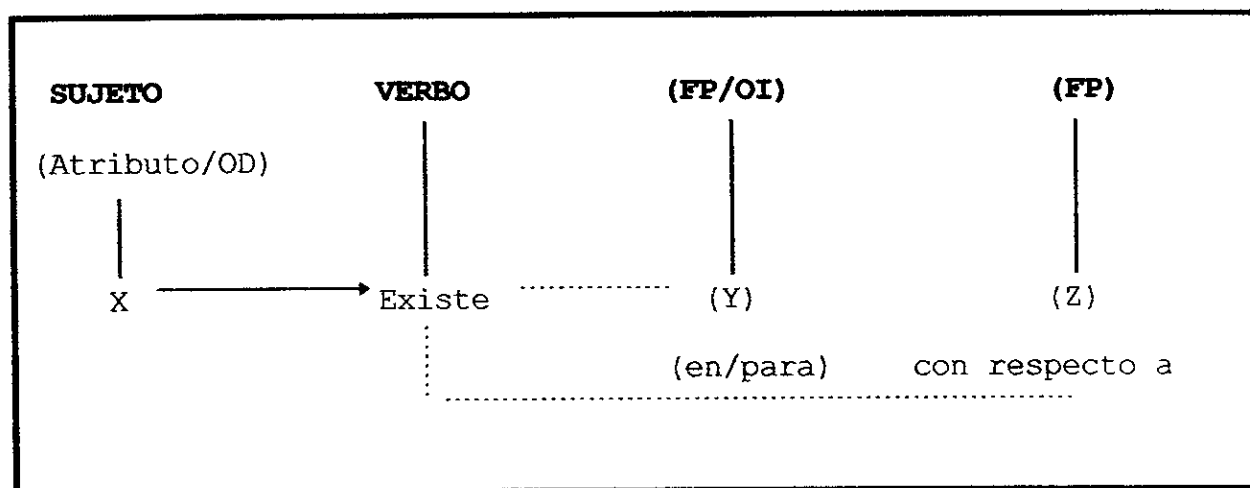 SUJETO VERBO (FP/OI) (FP)
(Atributo/OD)
X Existe (Y) (Z)
(en/para) con respecto a